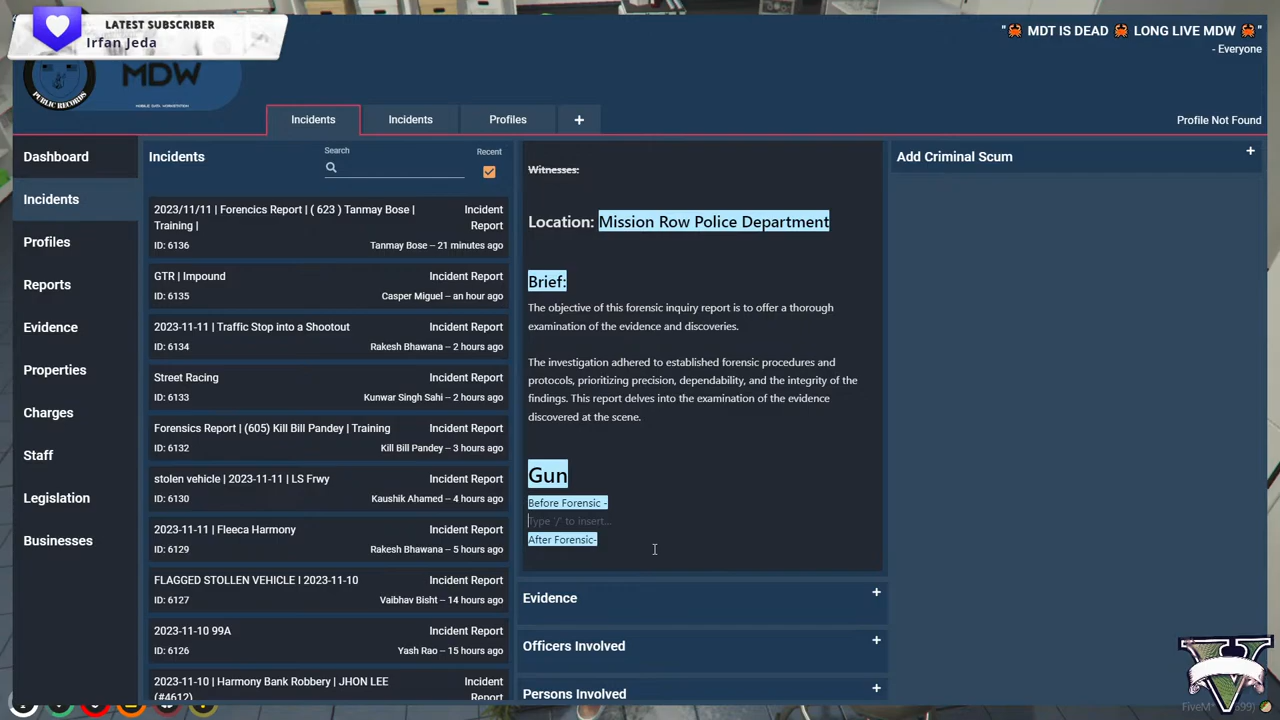 LATEST SUBSCRIBER
Irfan Jeda
" 🦀 MDT IS DEAD 🦀 LONG LIVE MDW 🦀 "
- Everyone
PUBLIC RECORDS
MDW
MOBILE DATA WORKSTATION
Incidents
Incidents
Profiles
+
Profile Not Found
Dashboard
Incidents
Profiles
Reports
Evidence
Properties
Charges
Staff
Legislation
Businesses
Incidents
Search
Recent
2023/11/11 | Forencics Report | ( 623 ) Tanmay Bose |
Training |
Incident
Report
ID: 6136
Tanmay Bose – 21 minutes ago
GTR | Impound
Incident Report
ID: 6135
Casper Miguel – an hour ago
2023-11-11 | Traffic Stop into a Shootout
Incident Report
ID: 6134
Rakesh Bhawana – 2 hours ago
Street Racing
Incident Report
ID: 6133
Kunwar Singh Sahi – 2 hours ago
Forensics Report | (605) Kill Bill Pandey | Training
Incident Report
ID: 6132
Kill Bill Pandey – 3 hours ago
stolen vehicle | 2023-11-11 | LS Frwy
Incident Report
ID: 6130
Kaushik Ahamed – 4 hours ago
2023-11-11 | Fleeca Harmony
Incident Report
ID: 6129
Rakesh Bhawana – 5 hours ago
FLAGGED STOLLEN VEHICLE I 2023-11-10
Incident Report
ID: 6127
Vaibhav Bisht – 14 hours ago
2023-11-10 99A
Incident Report
ID: 6126
Yash Rao – 15 hours ago
2023-11-10 | Harmony Bank Robbery | JHON LEE
(#4612)
Incident
Report
Witnesses:
Location: Mission Row Police Department
Brief:
The objective of this forensic inquiry report is to offer a thorough
examination of the evidence and discoveries.
The investigation adhered to established forensic procedures and
protocols, prioritizing precision, dependability, and the integrity of the
findings. This report delves into the examination of the evidence
discovered at the scene.
Gun
Before Forensic -
Type '/' to insert...
After Forensic-
Evidence
+
Officers Involved
+
Persons Involved
+
Add Criminal Scum
+
V